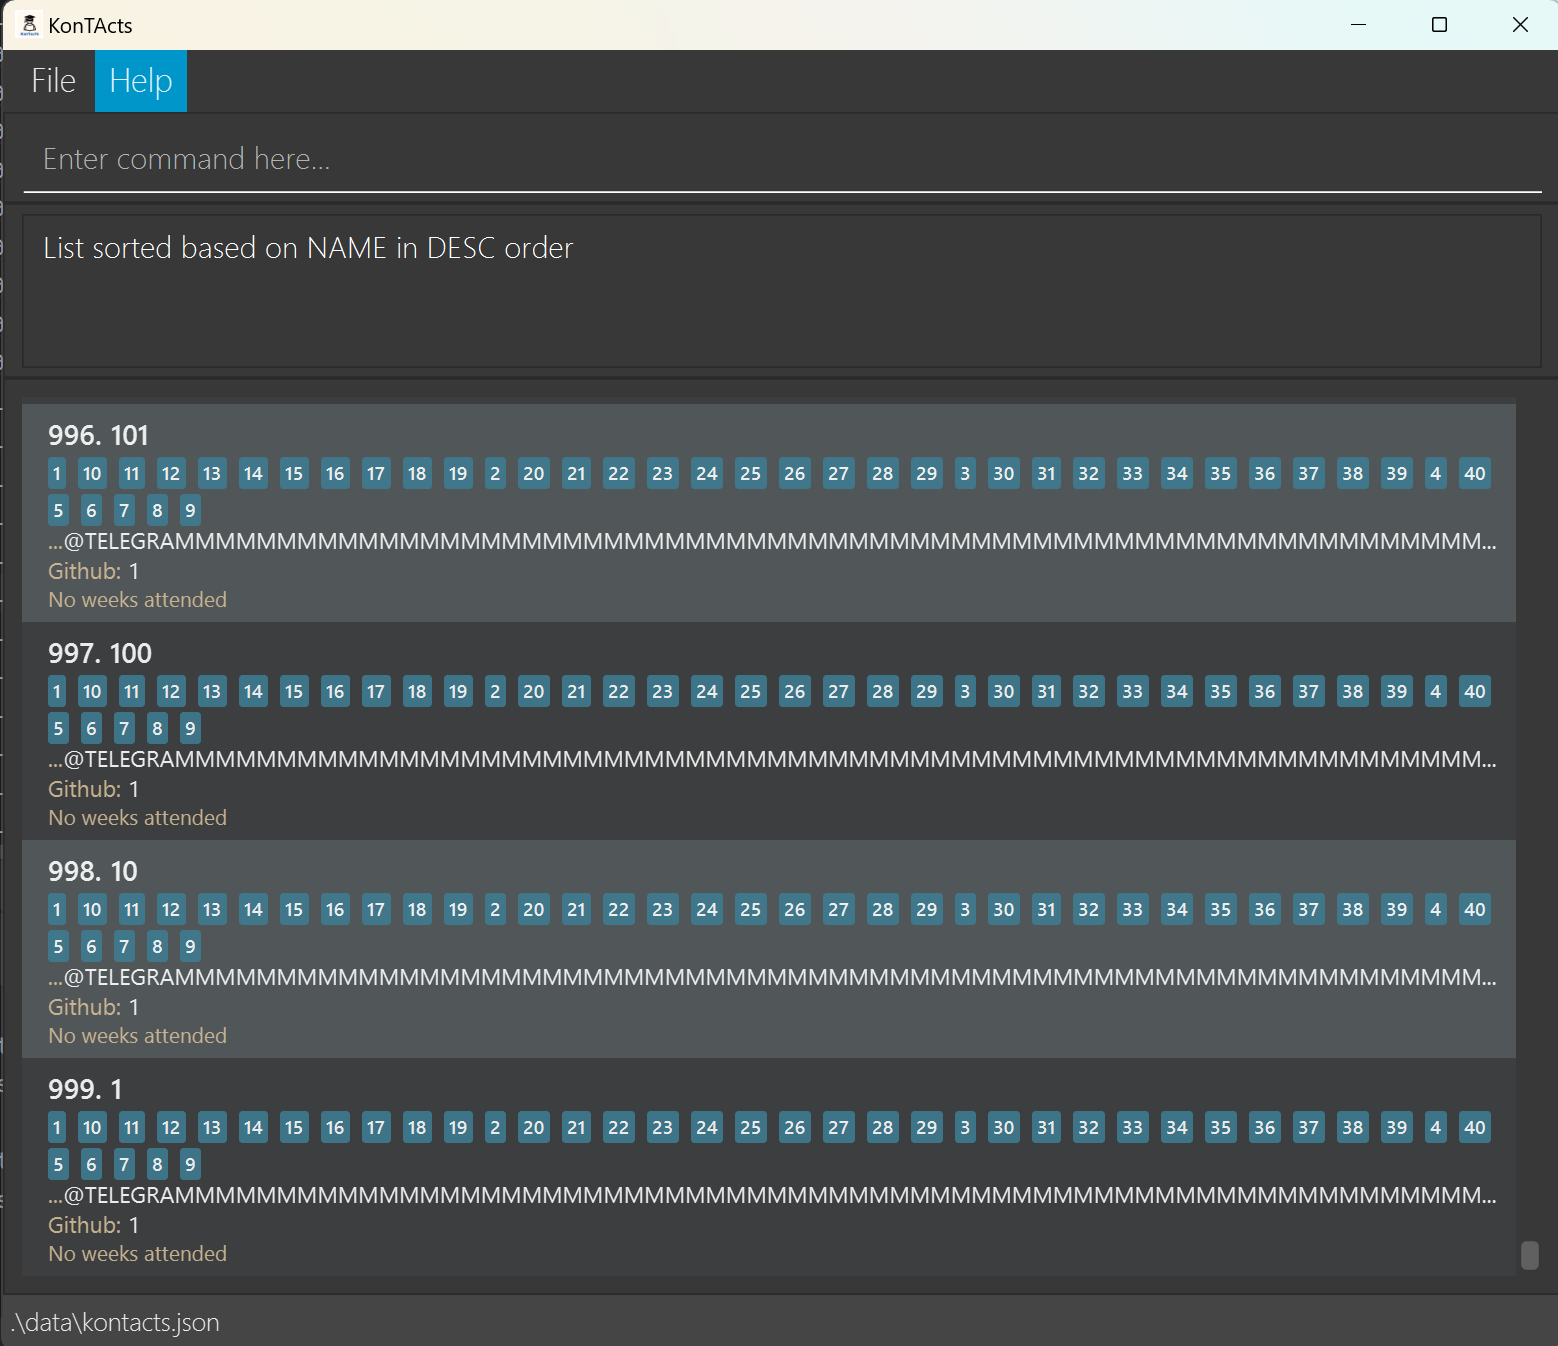 KonTActs
File Help
Enter command here...
List sorted based on NAME in DESC order
996. 101
1 10 11 12 13 14 15 16 17 18 19 2 20 21 22 23 24 25 26 27 28 29 3 30 31 32 33 34 35 36 37 38 39 4 40
5 6 7 8 9
...@TELEGRAMMMMMMMMMMMMMMMMMMMMMMMMMMMMMMMMMMMMMMMMMMMMMMMMMMMMMMMMMMMMMMMM...
Github: 1
No weeks attended
997. 100
1 10 11 12 13 14 15 16 17 18 19 2 20 21 22 23 24 25 26 27 28 29 3 30 31 32 33 34 35 36 37 38 39 4 40
5 6 7 8 9
...@TELEGRAMMMMMMMMMMMMMMMMMMMMMMMMMMMMMMMMMMMMMMMMMMMMMMMMMMMMMMMMMMMMMMMM...
Github: 1
No weeks attended
998. 10
1 10 11 12 13 14 15 16 17 18 19 2 20 21 22 23 24 25 26 27 28 29 3 30 31 32 33 34 35 36 37 38 39 4 40
5 6 7 8 9
...@TELEGRAMMMMMMMMMMMMMMMMMMMMMMMMMMMMMMMMMMMMMMMMMMMMMMMMMMMMMMMMMMMMMMMM...
Github: 1
No weeks attended
999. 1
1 10 11 12 13 14 15 16 17 18 19 2 20 21 22 23 24 25 26 27 28 29 3 30 31 32 33 34 35 36 37 38 39 4 40
5 6 7 8 9
...@TELEGRAMMMMMMMMMMMMMMMMMMMMMMMMMMMMMMMMMMMMMMMMMMMMMMMMMMMMMMMMMMMMMMMM...
Github: 1
No weeks attended
.\data\kontacts.json